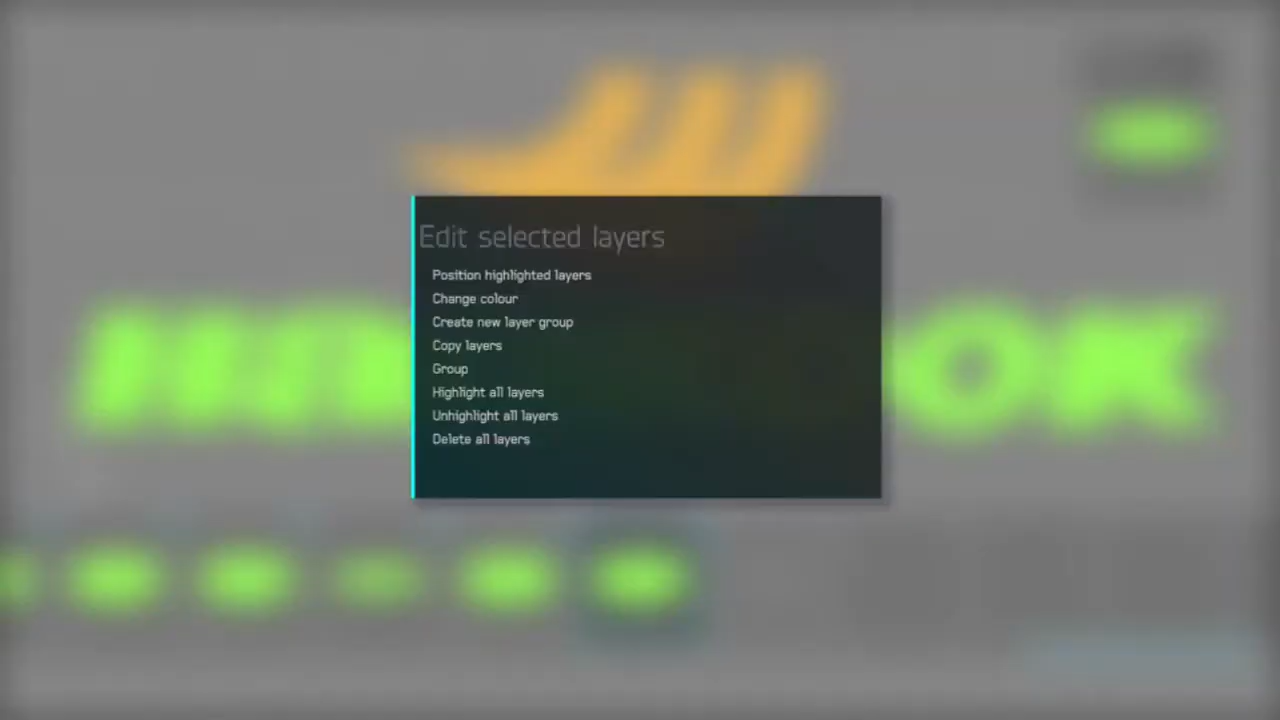 Edit selected layers
Position highlighted layers
Change colour
Create new layer group
Copy layers
Group
Highlight all layers
Unhighlight all layers
Delete all layers